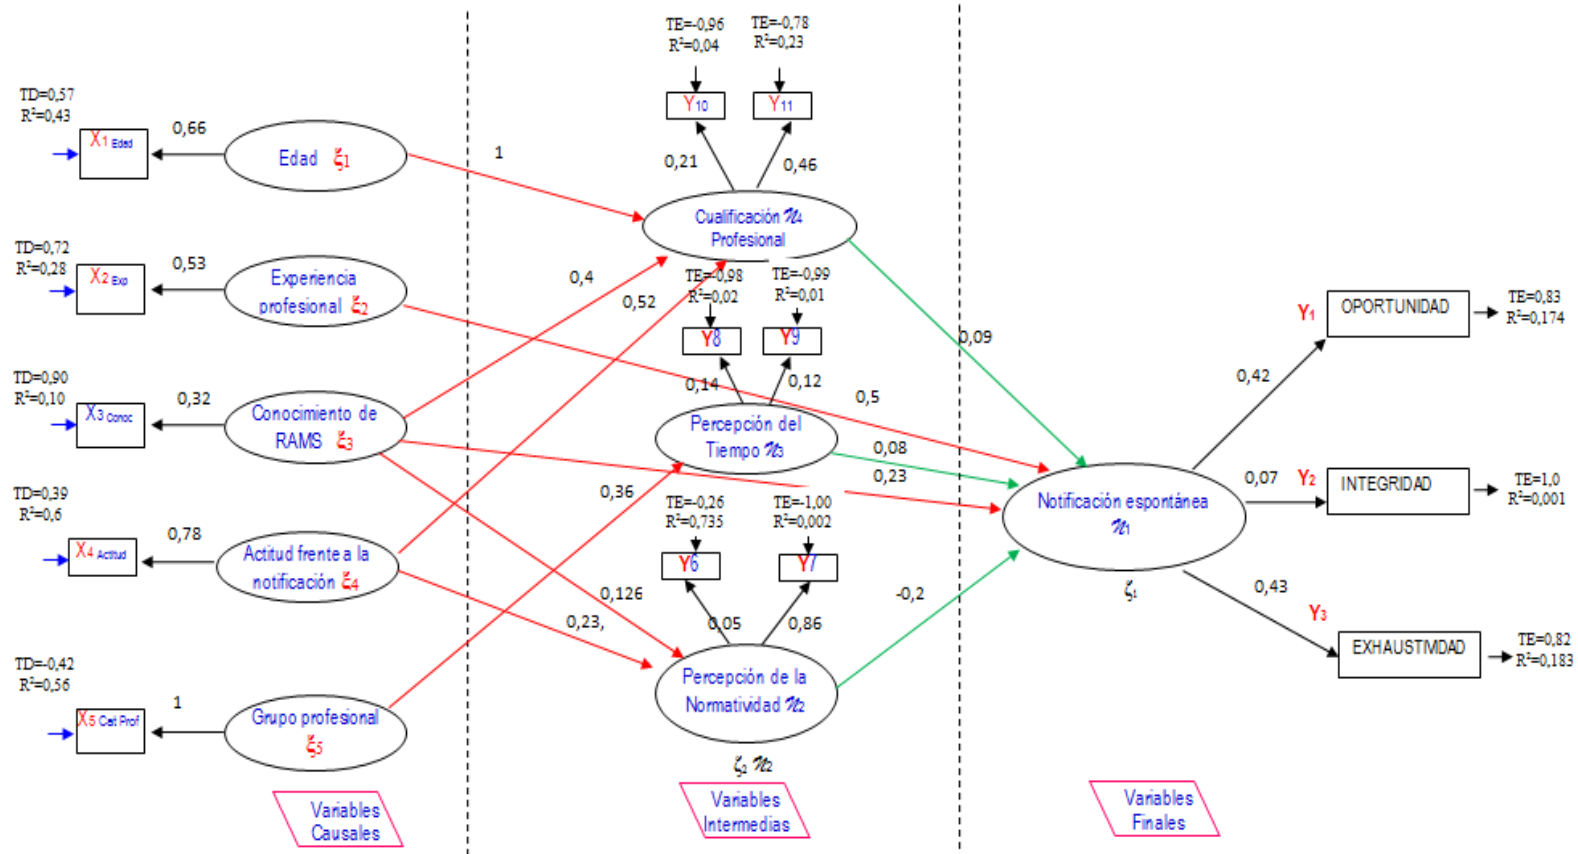 TD=0,57
R²=0,43
X1 Edad
0,66
Edad ξ1
TD=0,72
R²=0,28
X2 Exp
0,53
Experiencia
profesional ξ2
TD=0,90
R²=0,10
X3 Conoc
0,32
Conocimiento de
RAMS ξ3
TD=0,39
R²=0,6
X4 Actitud
0,78
Actitud frente a la
notificación ξ4
TD=-0,42
R²=0,56
X5 Cat Prof
1
Grupo profesional
ξ5
Variables
Causales
1
0,4
0,52
0,5
0,23
0,36
0,126
0,23,
TE=-0,96
R²=0,04
TE=-0,78
R²=0,23
Y10
Y11
0,21
0,46
Cualificación n4
Profesional
TE=-0,98
R²=0,02
TE=-0,99
R²=0,01
Y8
Y9
0,14
0,12
Percepción del
Tiempo n3
TE=-0,26
R²=0,735
TE=-1,00
R²=0,002
Y6
Y7
0,05
0,86
Percepción de la
Normatividad n2
ζ2 n2
Variables
Intermedias
0,09
0,08
-0,2
Notificación espontánea
n1
ζ1
0,42
Y1
OPORTUNIDAD
TE=0,83
R²=0,174
0,07
Y2
INTEGRIDAD
TE=1,0
R²=0,001
0,43
Y3
EXHAUSTIVIDAD
TE=0,82
R²=0,183
Variables
Finales